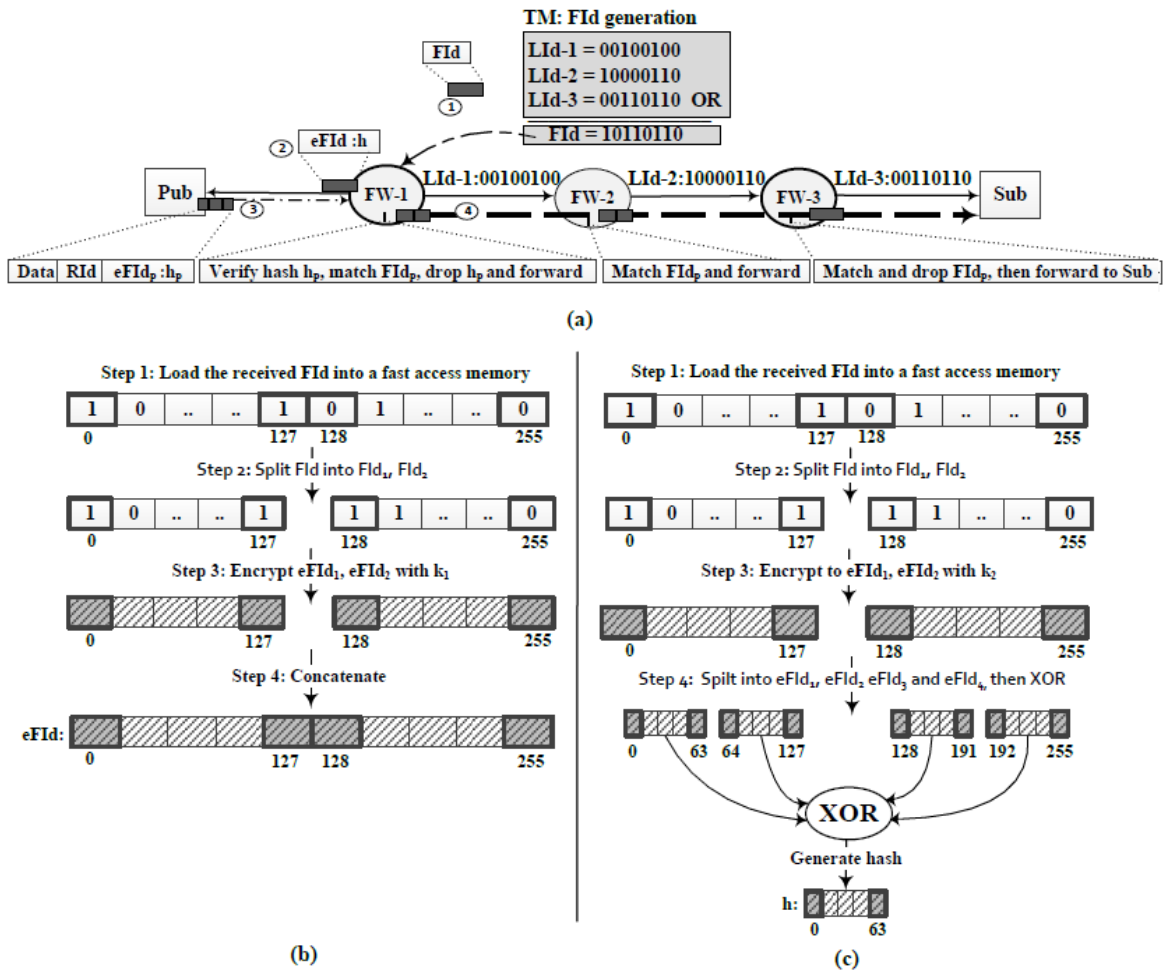 TM: FId generation
LId-1 = 00100100
LId-2 = 10000110
LId-3 = 00110110 OR
FId = 10110110
FId
1
2
eFId :h
Pub
3
FW-1
LId-1:00100100
4
FW-2
LId-2:10000110
FW-3
LId-3:00110110
Sub
Data RId eFIdₚ:hₚ
Verify hash hₚ, match FIdₚ, drop hₚ and forward
Match FIdₚ and forward
Match and drop FIdₚ, then forward to Sub
(a)
Step 1: Load the received FId into a fast access memory
1 0 .. .. 1 0 1 .. .. 0
0 127 128 255
Step 2: Split FId into FId₁, FId₂
1 0 .. .. 1 1 1 .. .. 0
0 127 128 255
Step 3: Encrypt eFId₁, eFId₂ with k₁
0 127 128 255
Step 4: Concatenate
eFId:
0 127 128 255
(b)
Step 1: Load the received FId into a fast access memory
1 0 .. .. 1 0 1 .. .. 0
0 127 128 255
Step 2: Split FId into FId₁, FId₂
1 0 .. .. 1 1 1 .. .. 0
0 127 128 255
Step 3: Encrypt to eFId₁, eFId₂ with k₂
0 127 128 255
Step 4: Spilt into eFId₁, eFId₂ eFId₃ and eFId₄, then XOR
0 63 64 127 128 191 192 255
XOR
Generate hash
h:
0 63
(c)